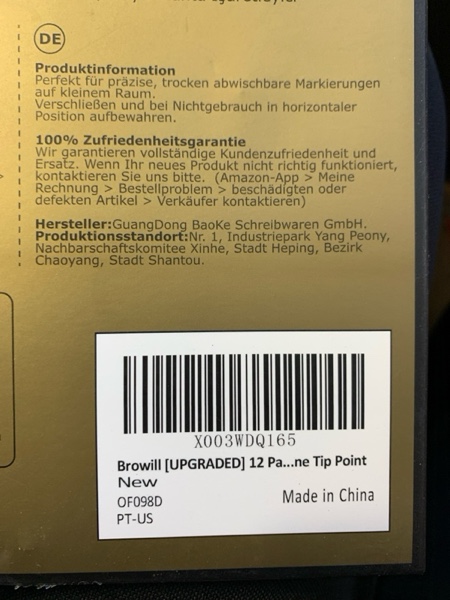 DE
Produktinformation
Perfekt für präzise, trocken abwischbare Markierungen
auf kleinem Raum.
Verschließen und bei Nichtgebrauch in horizontaler
Position aufbewahren.
100% Zufriedenheitsgarantie
Wir garantieren vollständige Kundenzufriedenheit und
Ersatz. Wenn Ihr neues Produkt nicht richtig funktioniert,
kontaktieren Sie uns bitte. (Amazon-App > Meine
Rechnung > Bestellproblem > beschädigten oder
defekten Artikel > Verkäufer kontaktieren)
Hersteller:GuangDong BaoKe Schreibwaren GmbH.
Produktionsstandort:Nr. 1, Industriepark Yang Peony,
Nachbarschaftskomitee Xinhe, Stadt Heping, Bezirk
Chaoyang, Stadt Shantou.
X003WDQ165
Browill [UPGRADED] 12 Pa...ne Tip Point
New
OF098D
Made in China
PT-US